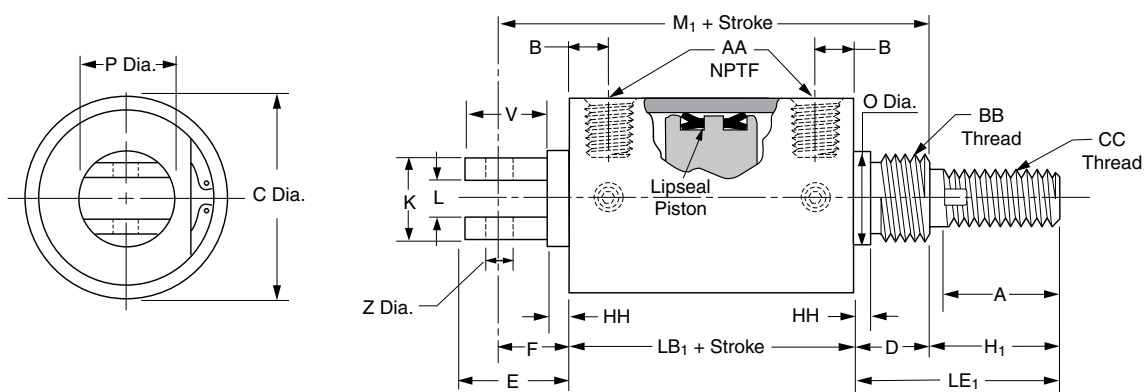 M₁ + Stroke
B
AA
NPTF
B
P Dia.
O Dia.
BB
Thread
CC
Thread
V
C Dia.
K
L
Lipseal
Piston
Z Dia.
HH
HH
A
F
LB₁ + Stroke
D
H₁
E
LE₁